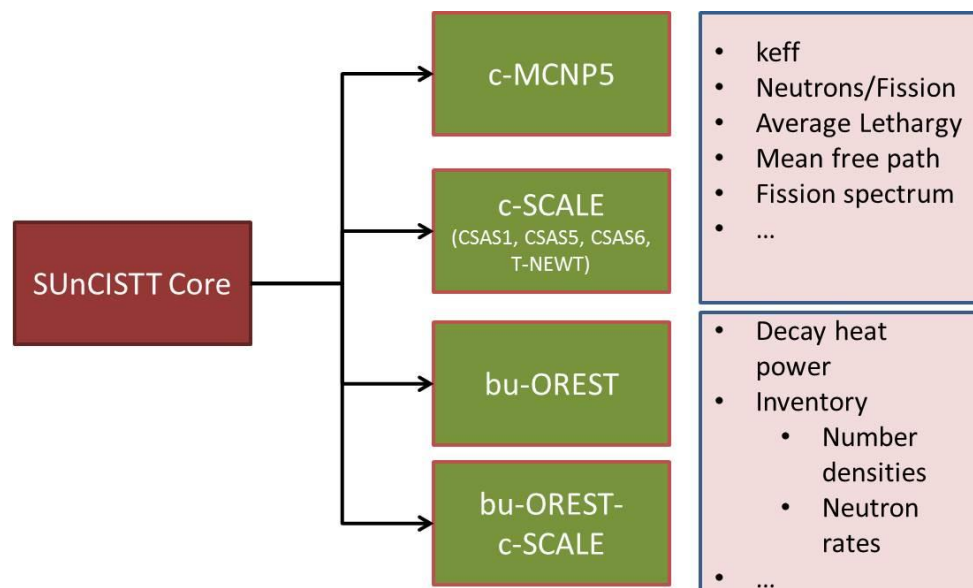 SUnCISTT Core
c-MCNP5
c-SCALE
(CSAS1, CSAS5, CSAS6,
T-NEWT)
bu-OREST
bu-OREST-
c-SCALE
• keff
• Neutrons/Fission
• Average Lethargy
• Mean free path
• Fission spectrum
• ...
• Decay heat
power
• Inventory
• Number
densities
• Neutron
rates
• ...